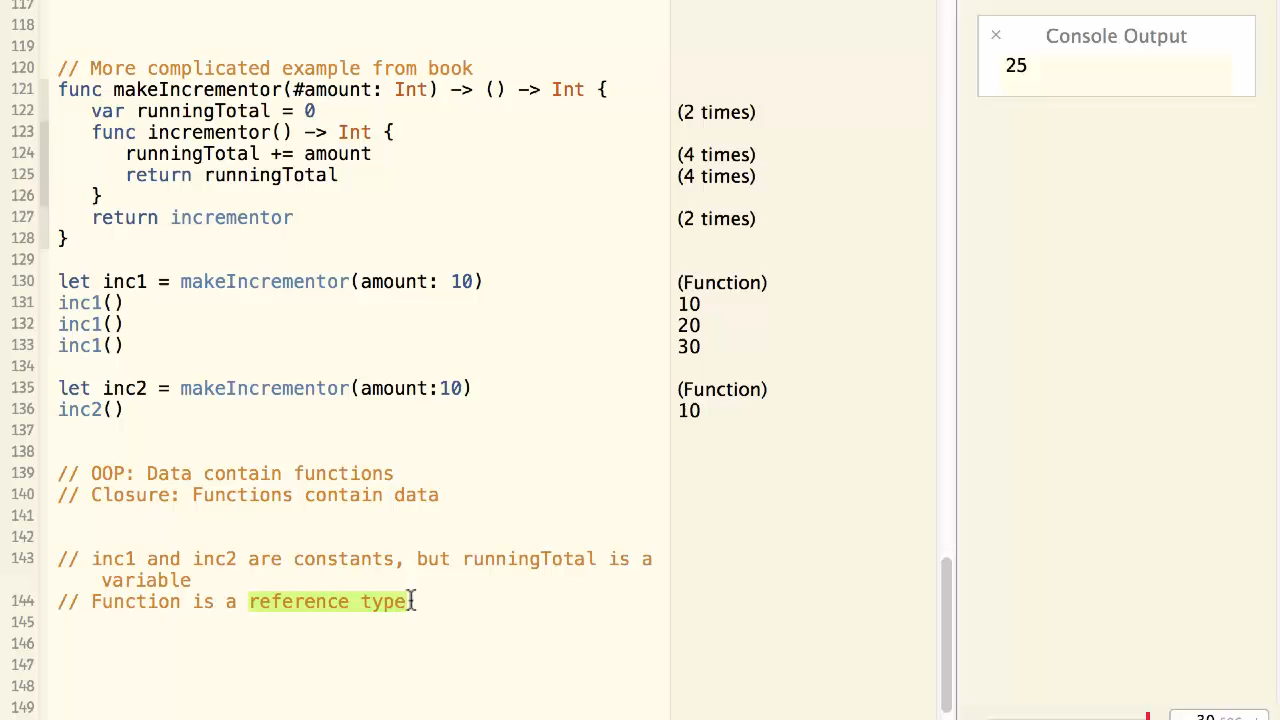 117
118
119
120 // More complicated example from book
121 func makeIncrementor(#amount: Int) -> () -> Int {
122 var runningTotal = 0 (2 times)
123 func incrementor() -> Int {
124 runningTotal += amount (4 times)
125 return runningTotal (4 times)
126 }
127 return incrementor (2 times)
128 }
129
130 let inc1 = makeIncrementor(amount: 10) (Function)
131 inc1() 10
132 inc1() 20
133 inc1() 30
134
135 let inc2 = makeIncrementor(amount:10) (Function)
136 inc2() 10
137
138
139 // OOP: Data contain functions
140 // Closure: Functions contain data
141
142
143 // inc1 and inc2 are constants, but runningTotal is a
variable
144 // Function is a reference type
145
146
147
148
149
Console Output
25